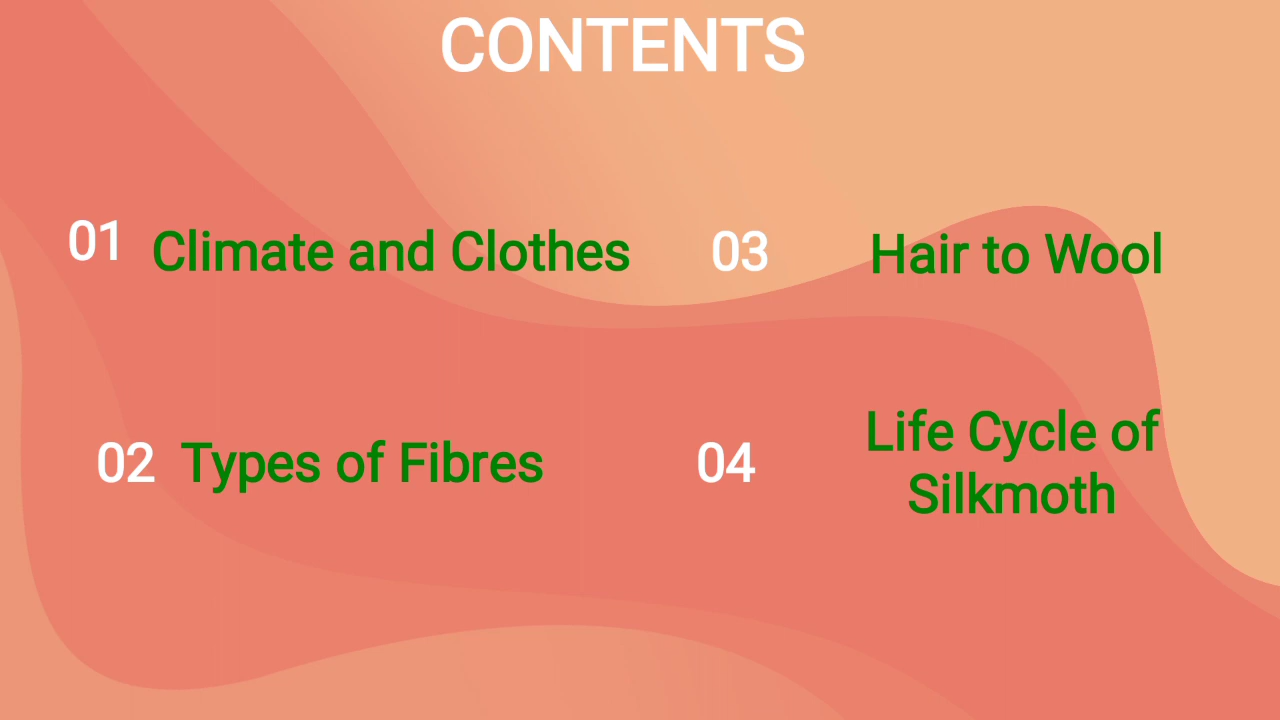 CONTENTS
01 Climate and Clothes
02 Types of Fibres
03 Hair to Wool
04 Life Cycle of
Silkmoth